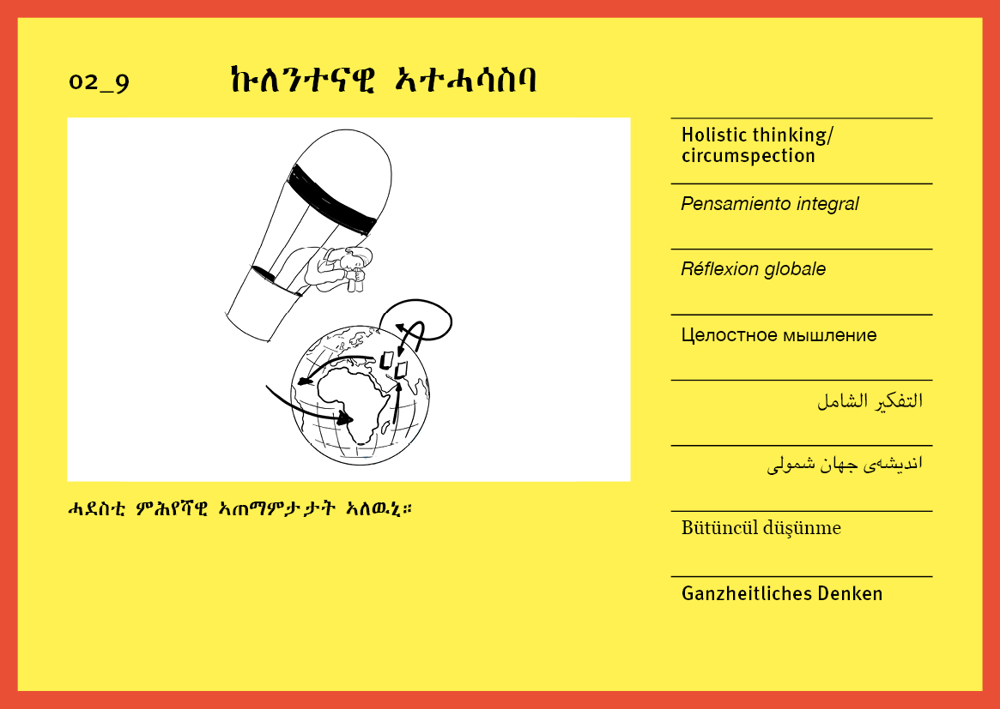 02_9
ኩለንተናዊ ኣተሓሳስባ
ሓደስቲ ምሕየሻዊ ኣጠማምታታት ኣለዉኒ።
Holistic thinking/
circumspection
Pensamiento integral
Réflexion globale
Целостное мышление
التفكير الشامل
اندیشه‌ی جهان شمولی
Bütüncül düşünme
Ganzheitliches Denken